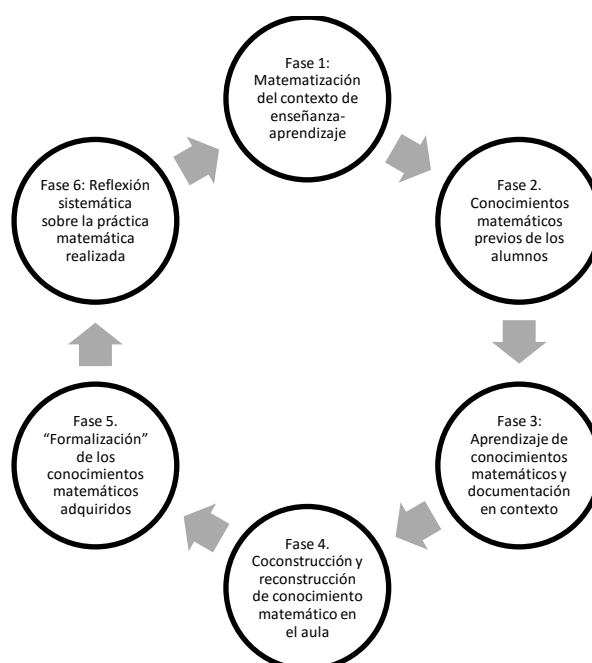 Fase 1:
Matematización
del contexto de
enseñanza-
aprendizaje
Fase 2.
Conocimientos
matemáticos
previos de los
alumnos
Fase 3:
Aprendizaje de
conocimientos
matemáticos y
documentación
en contexto
Fase 4.
Coconstrucción y
reconstrucción
de conocimiento
matemático en
el aula
Fase 5.
“Formalización”
de los
conocimientos
matemáticos
adquiridos
Fase 6: Reflexión
sistemática
sobre la práctica
matemática
realizada